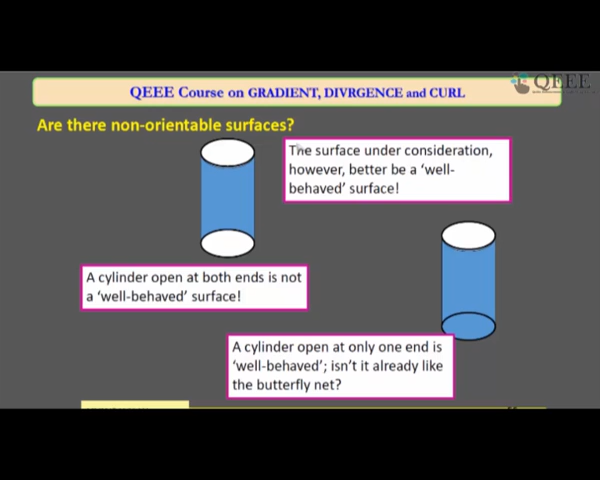 QEEE
QEEE Course on GRADIENT, DIVRGENCE and CURL
Are there non-orientable surfaces?
The surface under consideration,
however, better be a ‘well-
behaved’ surface!
A cylinder open at both ends is not
a ‘well-behaved’ surface!
A cylinder open at only one end is
‘well-behaved’; isn’t it already like
the butterfly net?